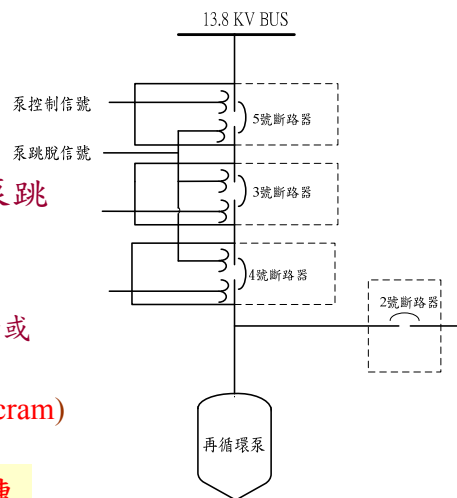 13.8 KV BUS
泵控制信號
5號斷路器
泵跳脫信號
泵跳
3號斷路器
4號斷路器
2號斷路器
或
cram)
再循環泵